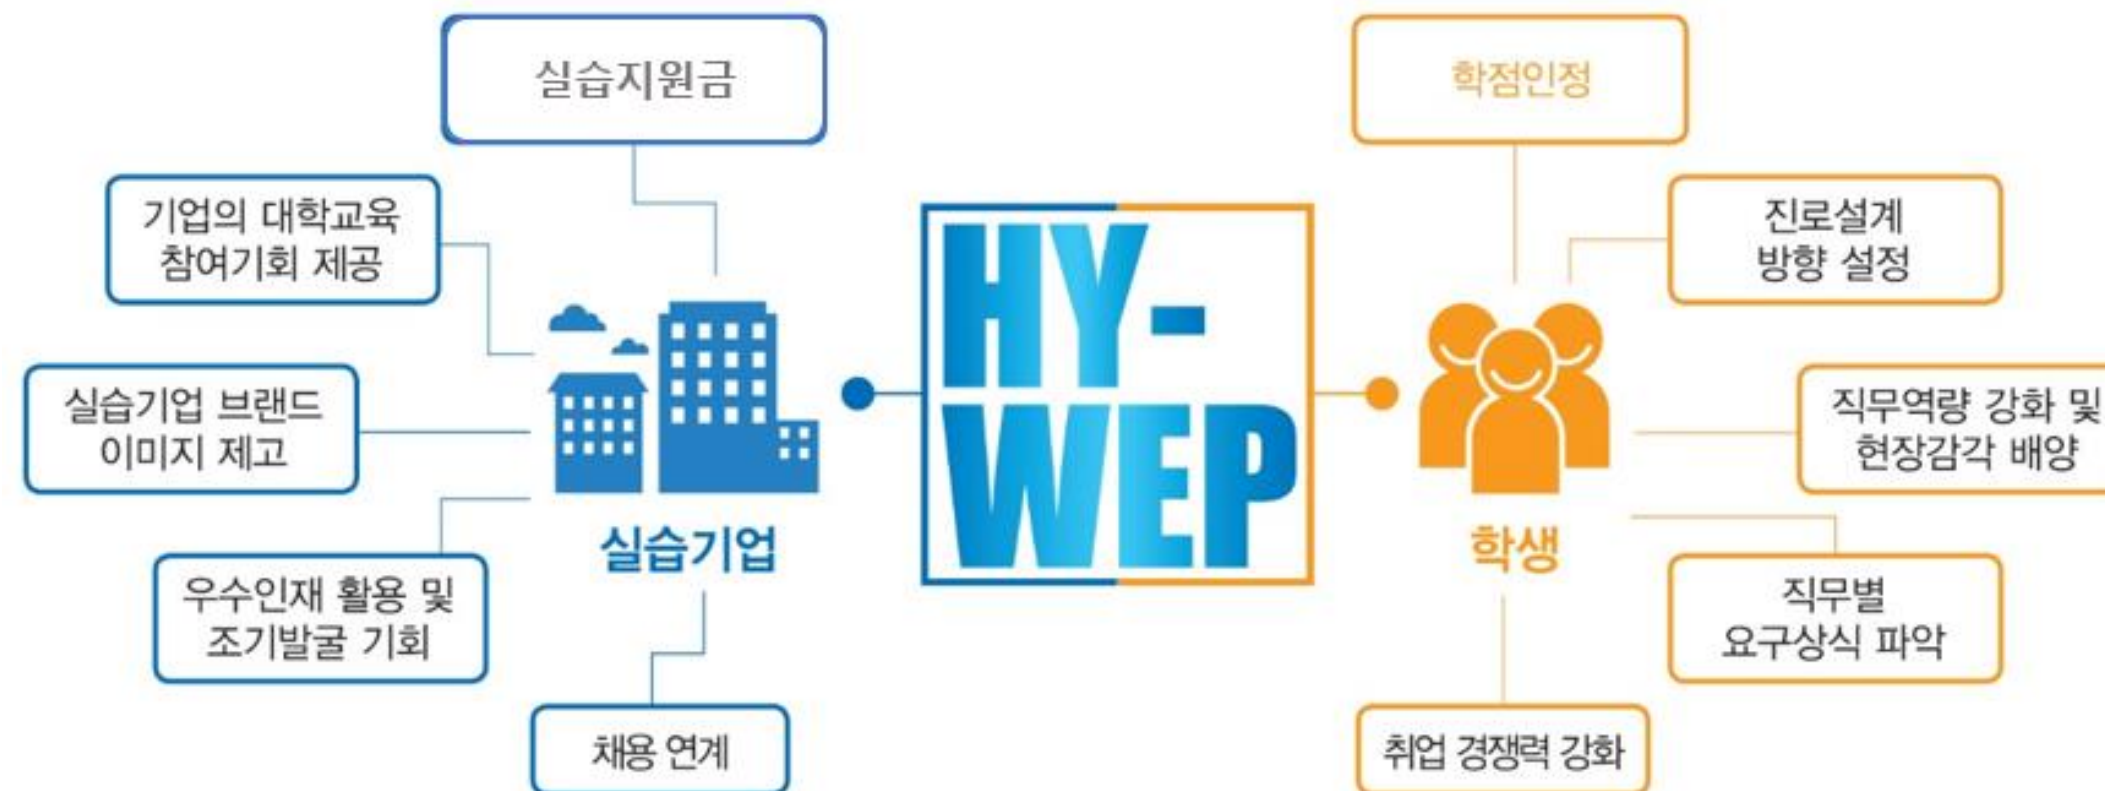 실습지원금
학점인정
기업의 대학교육
참여기회 제공
진로설계
방향 설정
HY-
WEP
실습기업 브랜드
이미지 제고
직무역량 강화 및
현장감각 배양
실습기업
학생
우수인재 활용 및
조기발굴 기회
직무별
요구상식 파악
채용 연계
취업 경쟁력 강화